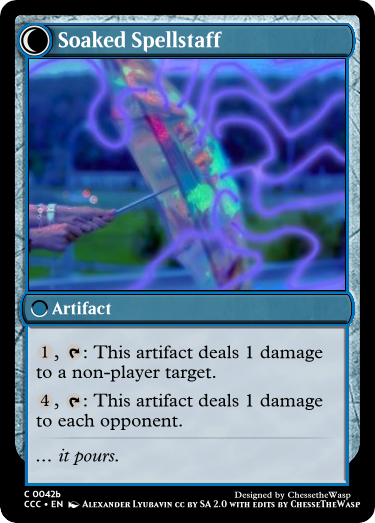 Soaked Spellstaff
Artifact
1, T: This artifact deals 1 damage
to a non-player target.
4, T: This artifact deals 1 damage
to each opponent.
… it pours.
C 0042b
Designed by ChessetheWasp
CCC • EN Alexander Lyubavin cc by SA 2.0 with edits by ChesseTheWasp